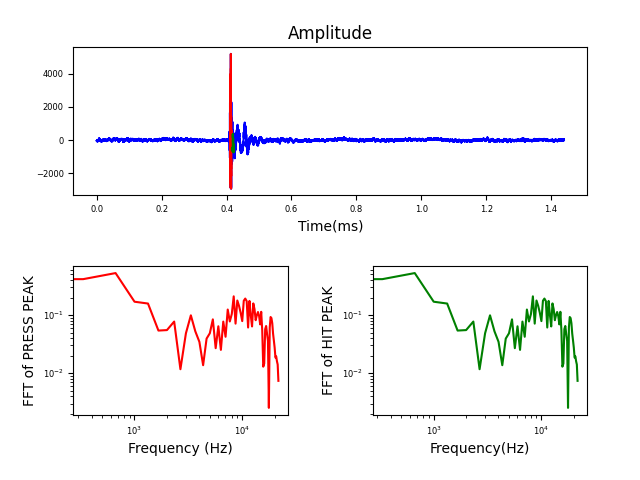 Amplitude
4000
2000
0
−2000
0.0 0.2 0.4 0.6 0.8 1.0 1.2 1.4
Time(ms)
FFT of PRESS PEAK
10⁻¹
10⁻²
10³ 10⁴
Frequency (Hz)
FFT of HIT PEAK
10⁻¹
10⁻²
10³ 10⁴
Frequency(Hz)